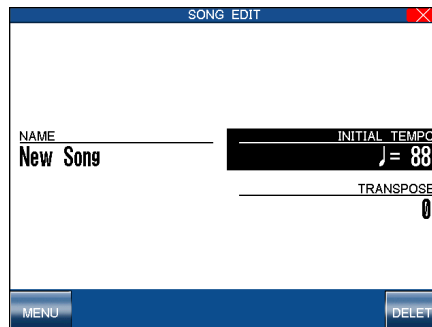 SONG EDIT
NAME
New Song
INITIAL TEMPO
♩= 88
TRANSPOSE
0
MENU
DELET